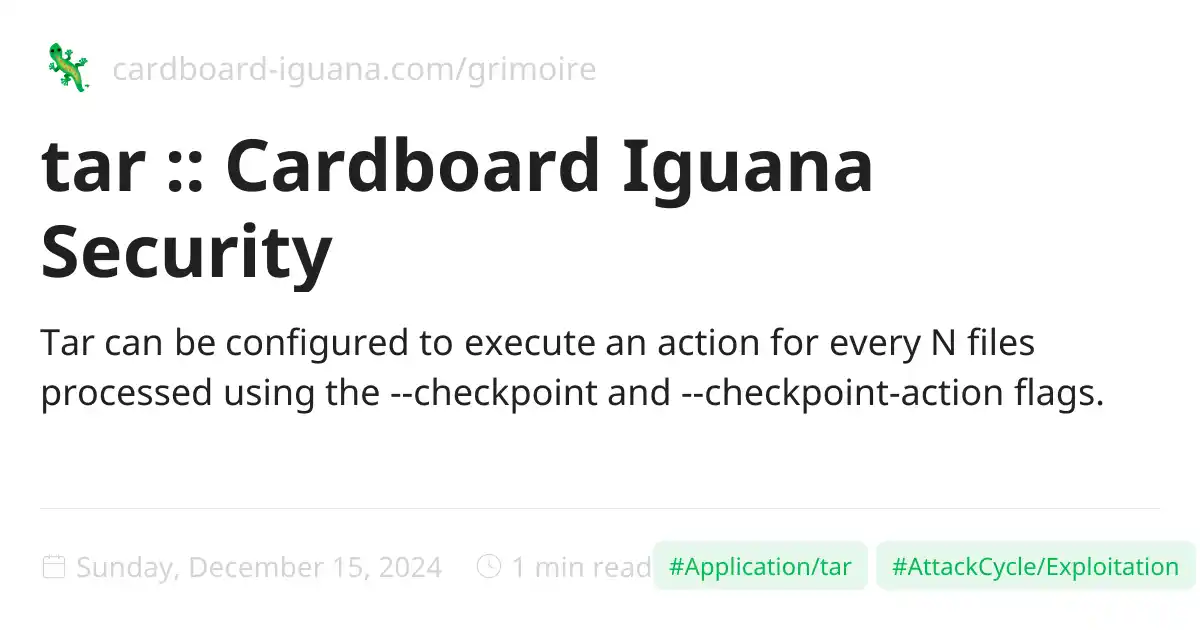 cardboard-iguana.com/grimoire
tar :: Cardboard Iguana
Security
Tar can be configured to execute an action for every N files
processed using the --checkpoint and --checkpoint-action flags.
Sunday, December 15, 2024 1 min read #Application/tar #AttackCycle/Exploitation